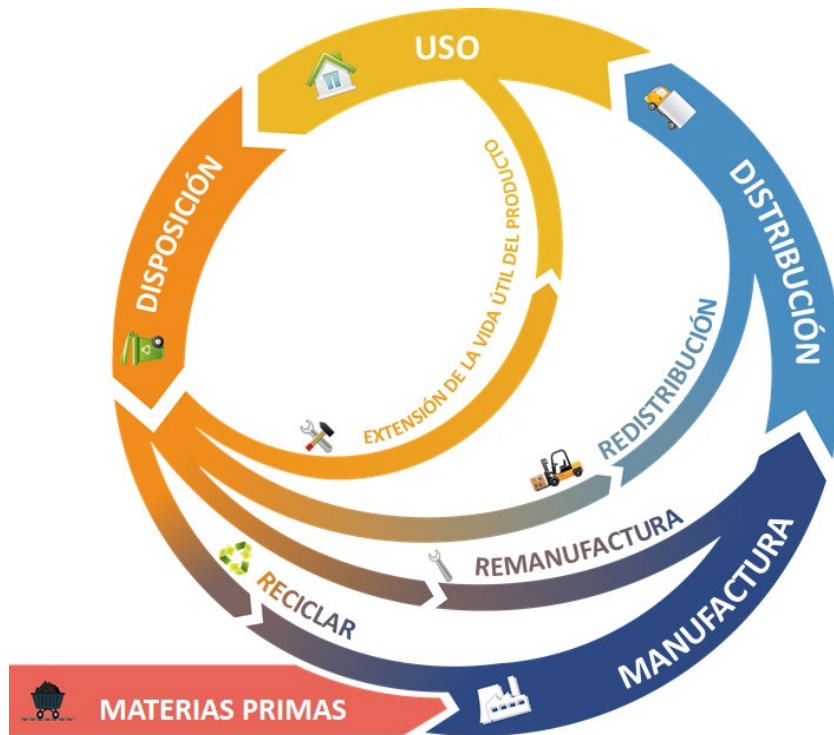 USO
DISTRIBUCIÓN
DISPOSICIÓN
EXTENSIÓN DE LA VIDA ÚTIL DEL PRODUCTO
REDISTRIBUCIÓN
REMANUFACTURA
RECICLAR
MANUFACTURA
MATERIAS PRIMAS